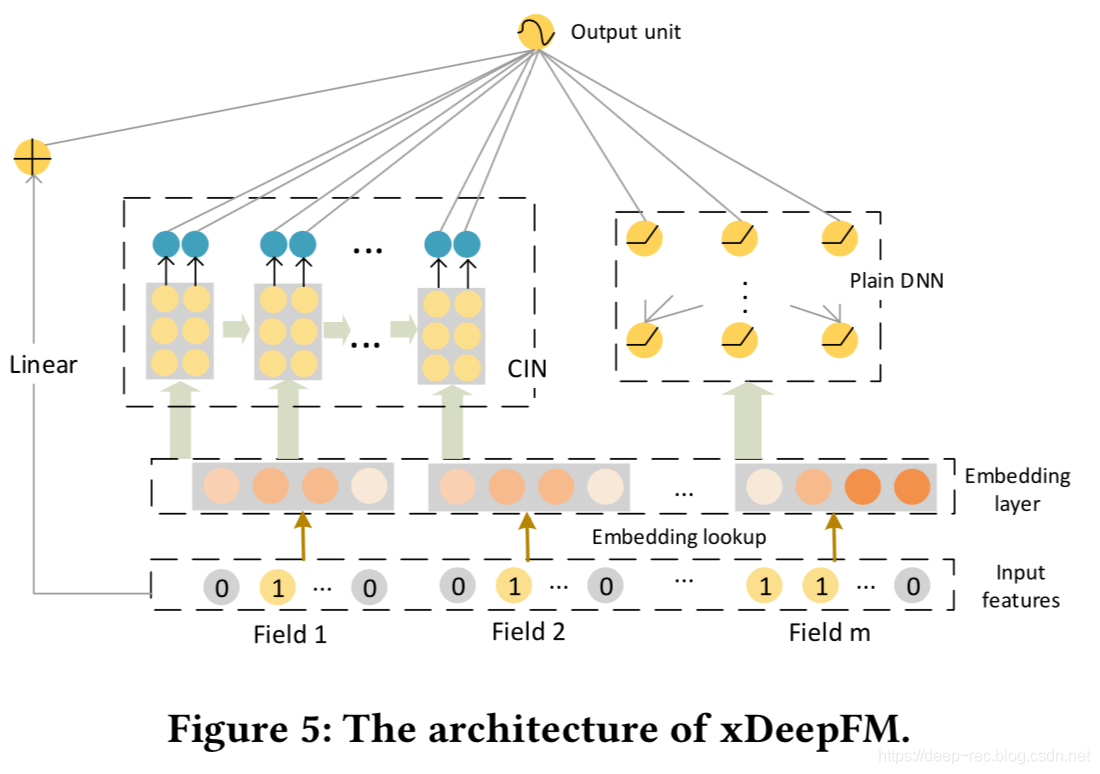 Output unit
Linear
...
Plain DNN
...
CIN
Embedding
layer
...
Embedding lookup
0 1 ... 0
0 1 ... 0
...
1 1 ... 0
Input
features
Field 1
Field 2
Field m
Figure 5: The architecture of xDeepFM.
https://deep-rec.blog.csdn.net